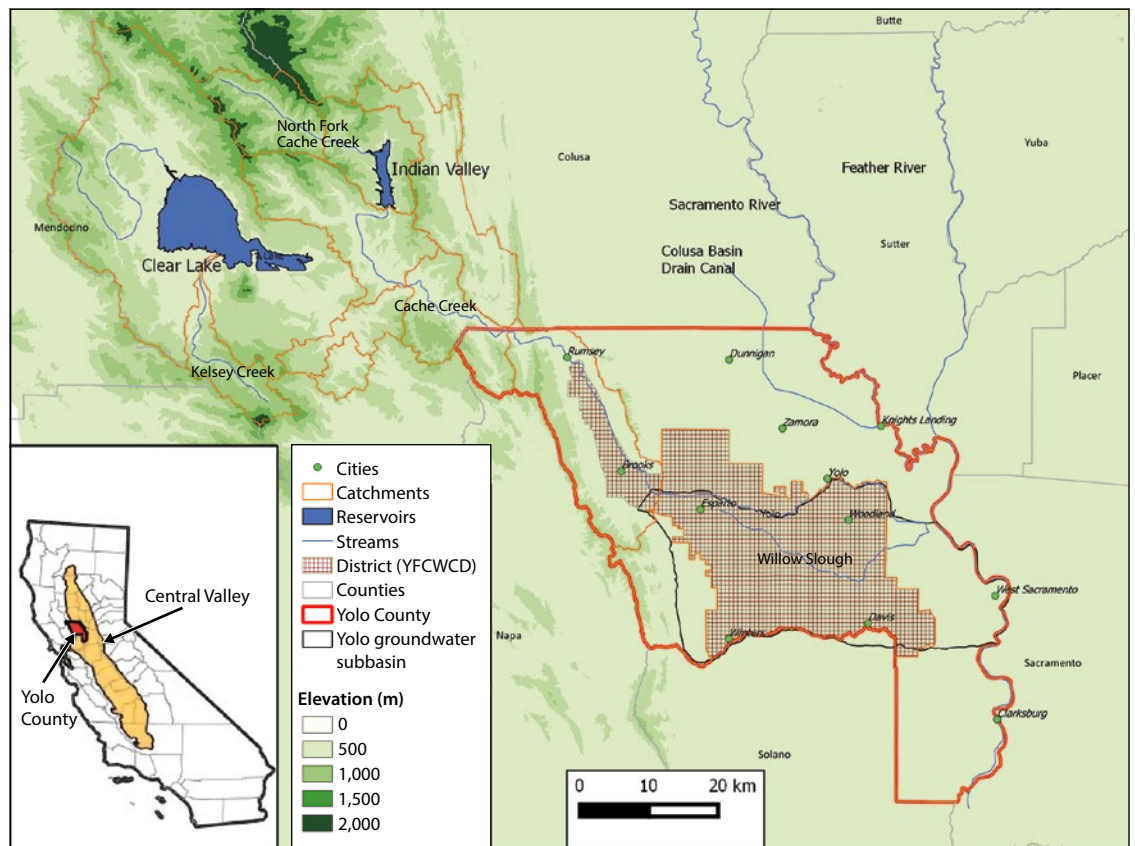 Butte
North Fork
Cache Creek
Indian Valley
Colusa
Feather River
Yuba
Sacramento River
Mendocino
Sutter
Colusa Basin
Drain Canal
Clear Lake
Lake
Cache Creek
Rumsey
Dunnigan
Kelsey Creek
Placer
Zamora
Knights Landing
Brooks
Yolo
Esparto
Yolo
Woodland
Willow Slough
West Sacramento
Davis
Winters
Napa
Sacramento
Clarksburg
Solano
Central Valley
Yolo
County
Cities
Catchments
Reservoirs
Streams
District (YFCWCD)
Counties
Yolo County
Yolo groundwater
subbasin
Elevation (m)
0
500
1,000
1,500
2,000
0 10 20 km